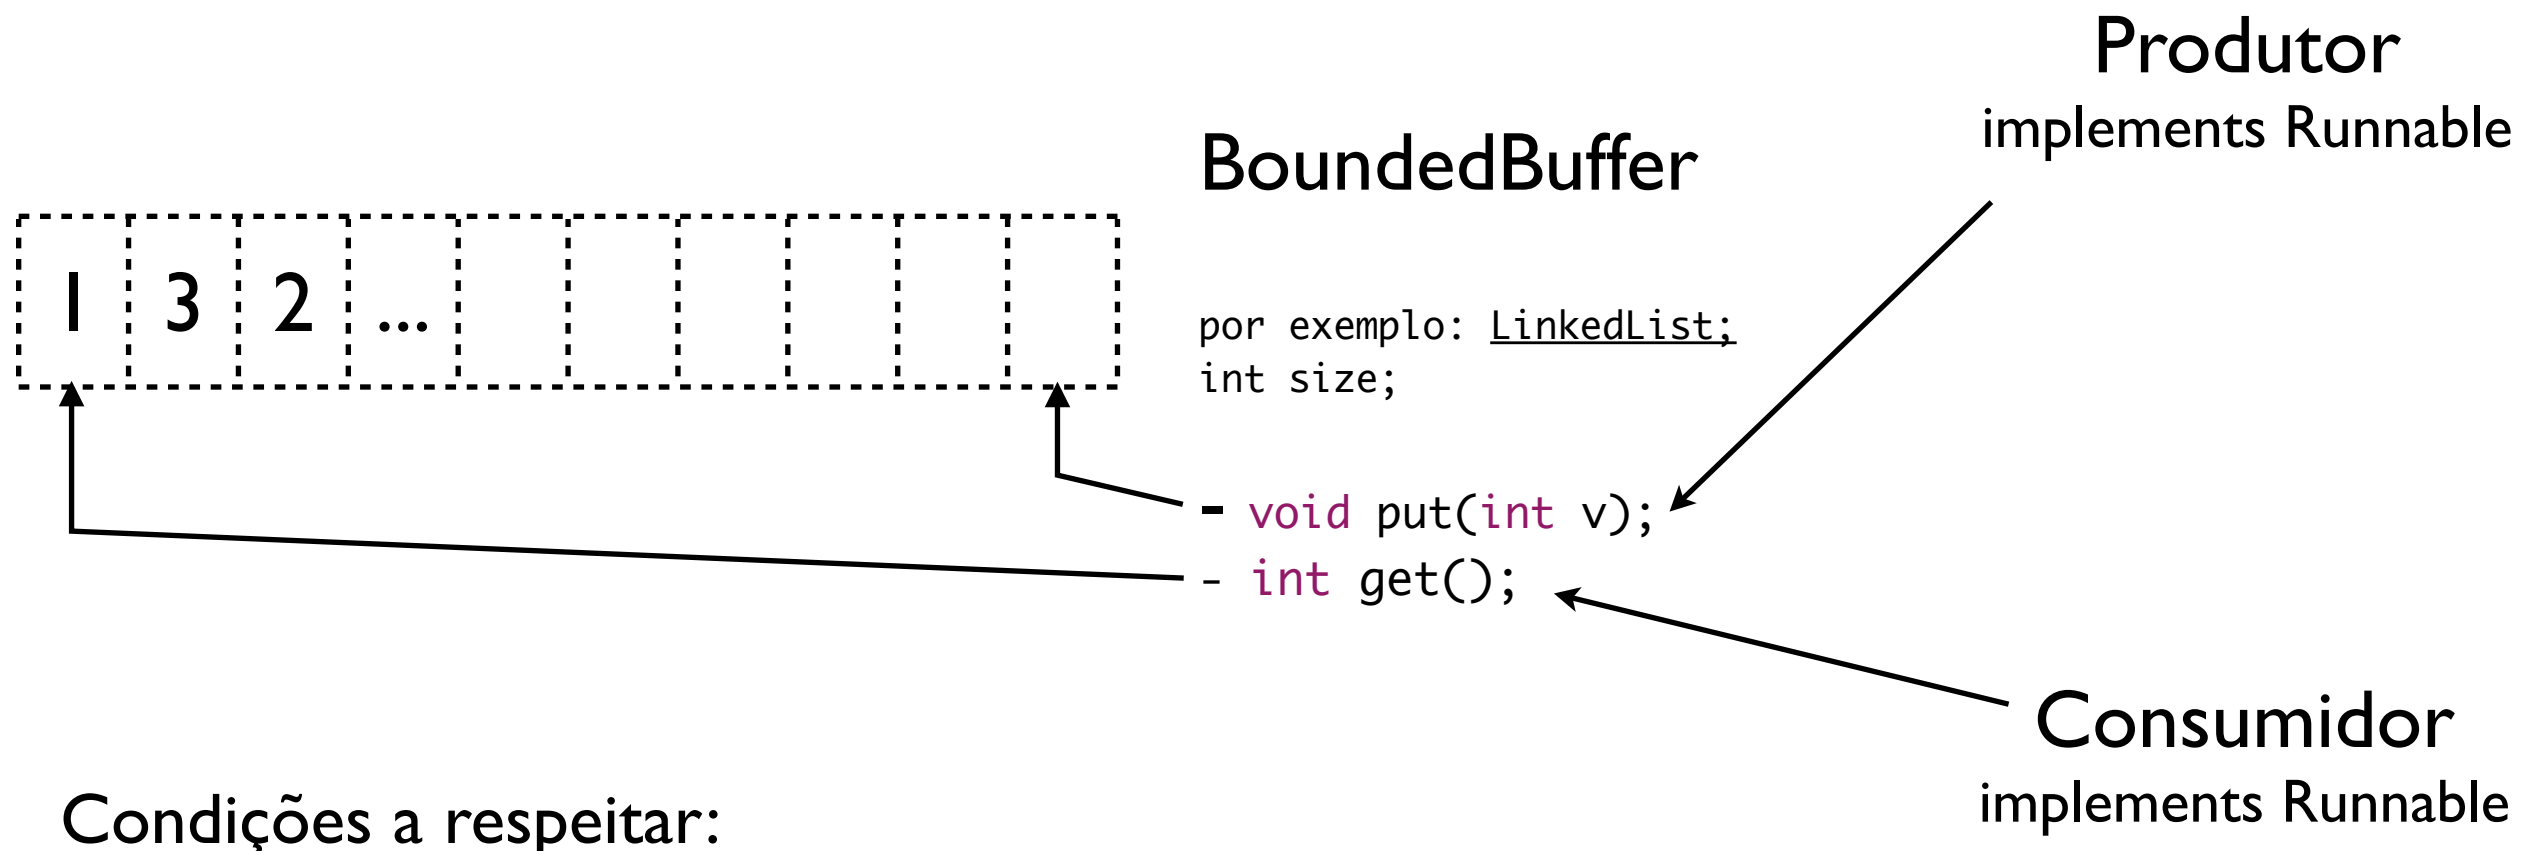 Produtor
implements Runnable
BoundedBuffer
1 3 2 ...
por exemplo: LinkedList;
int size;
- void put(int v);
- int get();
Consumidor
implements Runnable
Condições a respeitar: